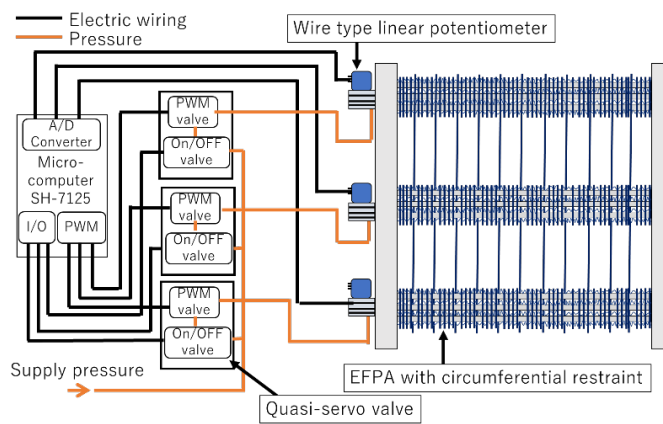 Electric wiring
Pressure
Wire type linear potentiometer
A/D
Converter
Micro-
computer
SH-7125
I/O
PWM
PWM
valve
On/OFF
valve
PWM
valve
On/OFF
valve
PWM
valve
On/OFF
valve
Supply pressure
EFPA with circumferential restraint
Quasi-servo valve